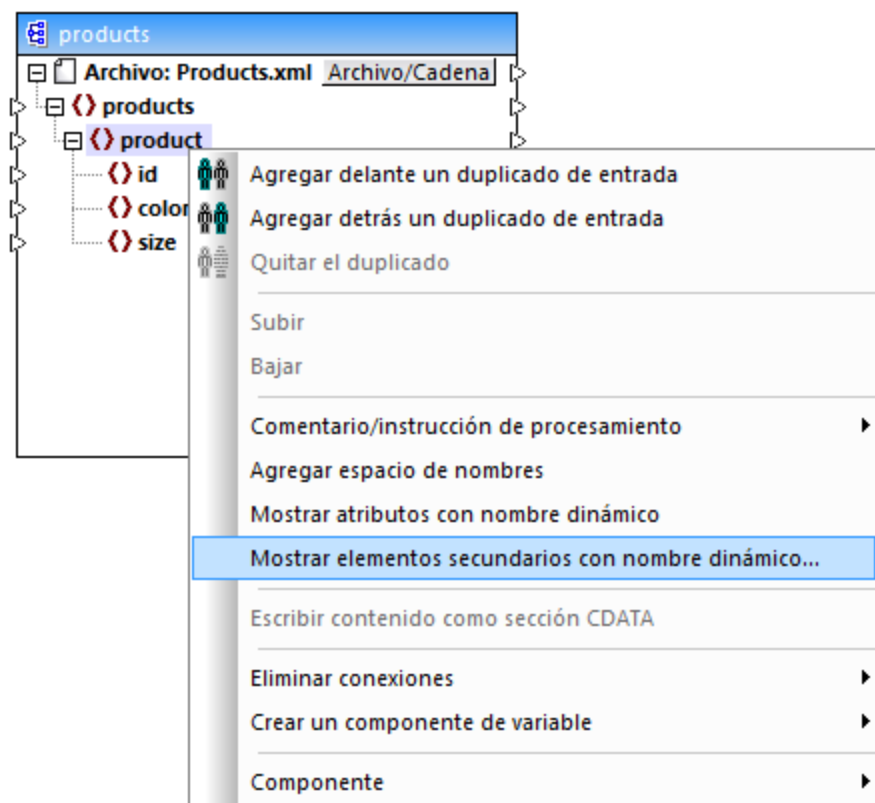 products
Archivo: Products.xml Archivo/Cadena
products
product
id
color
size
Agregar delante un duplicado de entrada
Agregar detrás un duplicado de entrada
Quitar el duplicado
Subir
Bajar
Comentario/instrucción de procesamiento
Agregar espacio de nombres
Mostrar atributos con nombre dinámico
Mostrar elementos secundarios con nombre dinámico...
Escribir contenido como sección CDATA
Eliminar conexiones
Crear un componente de variable
Componente